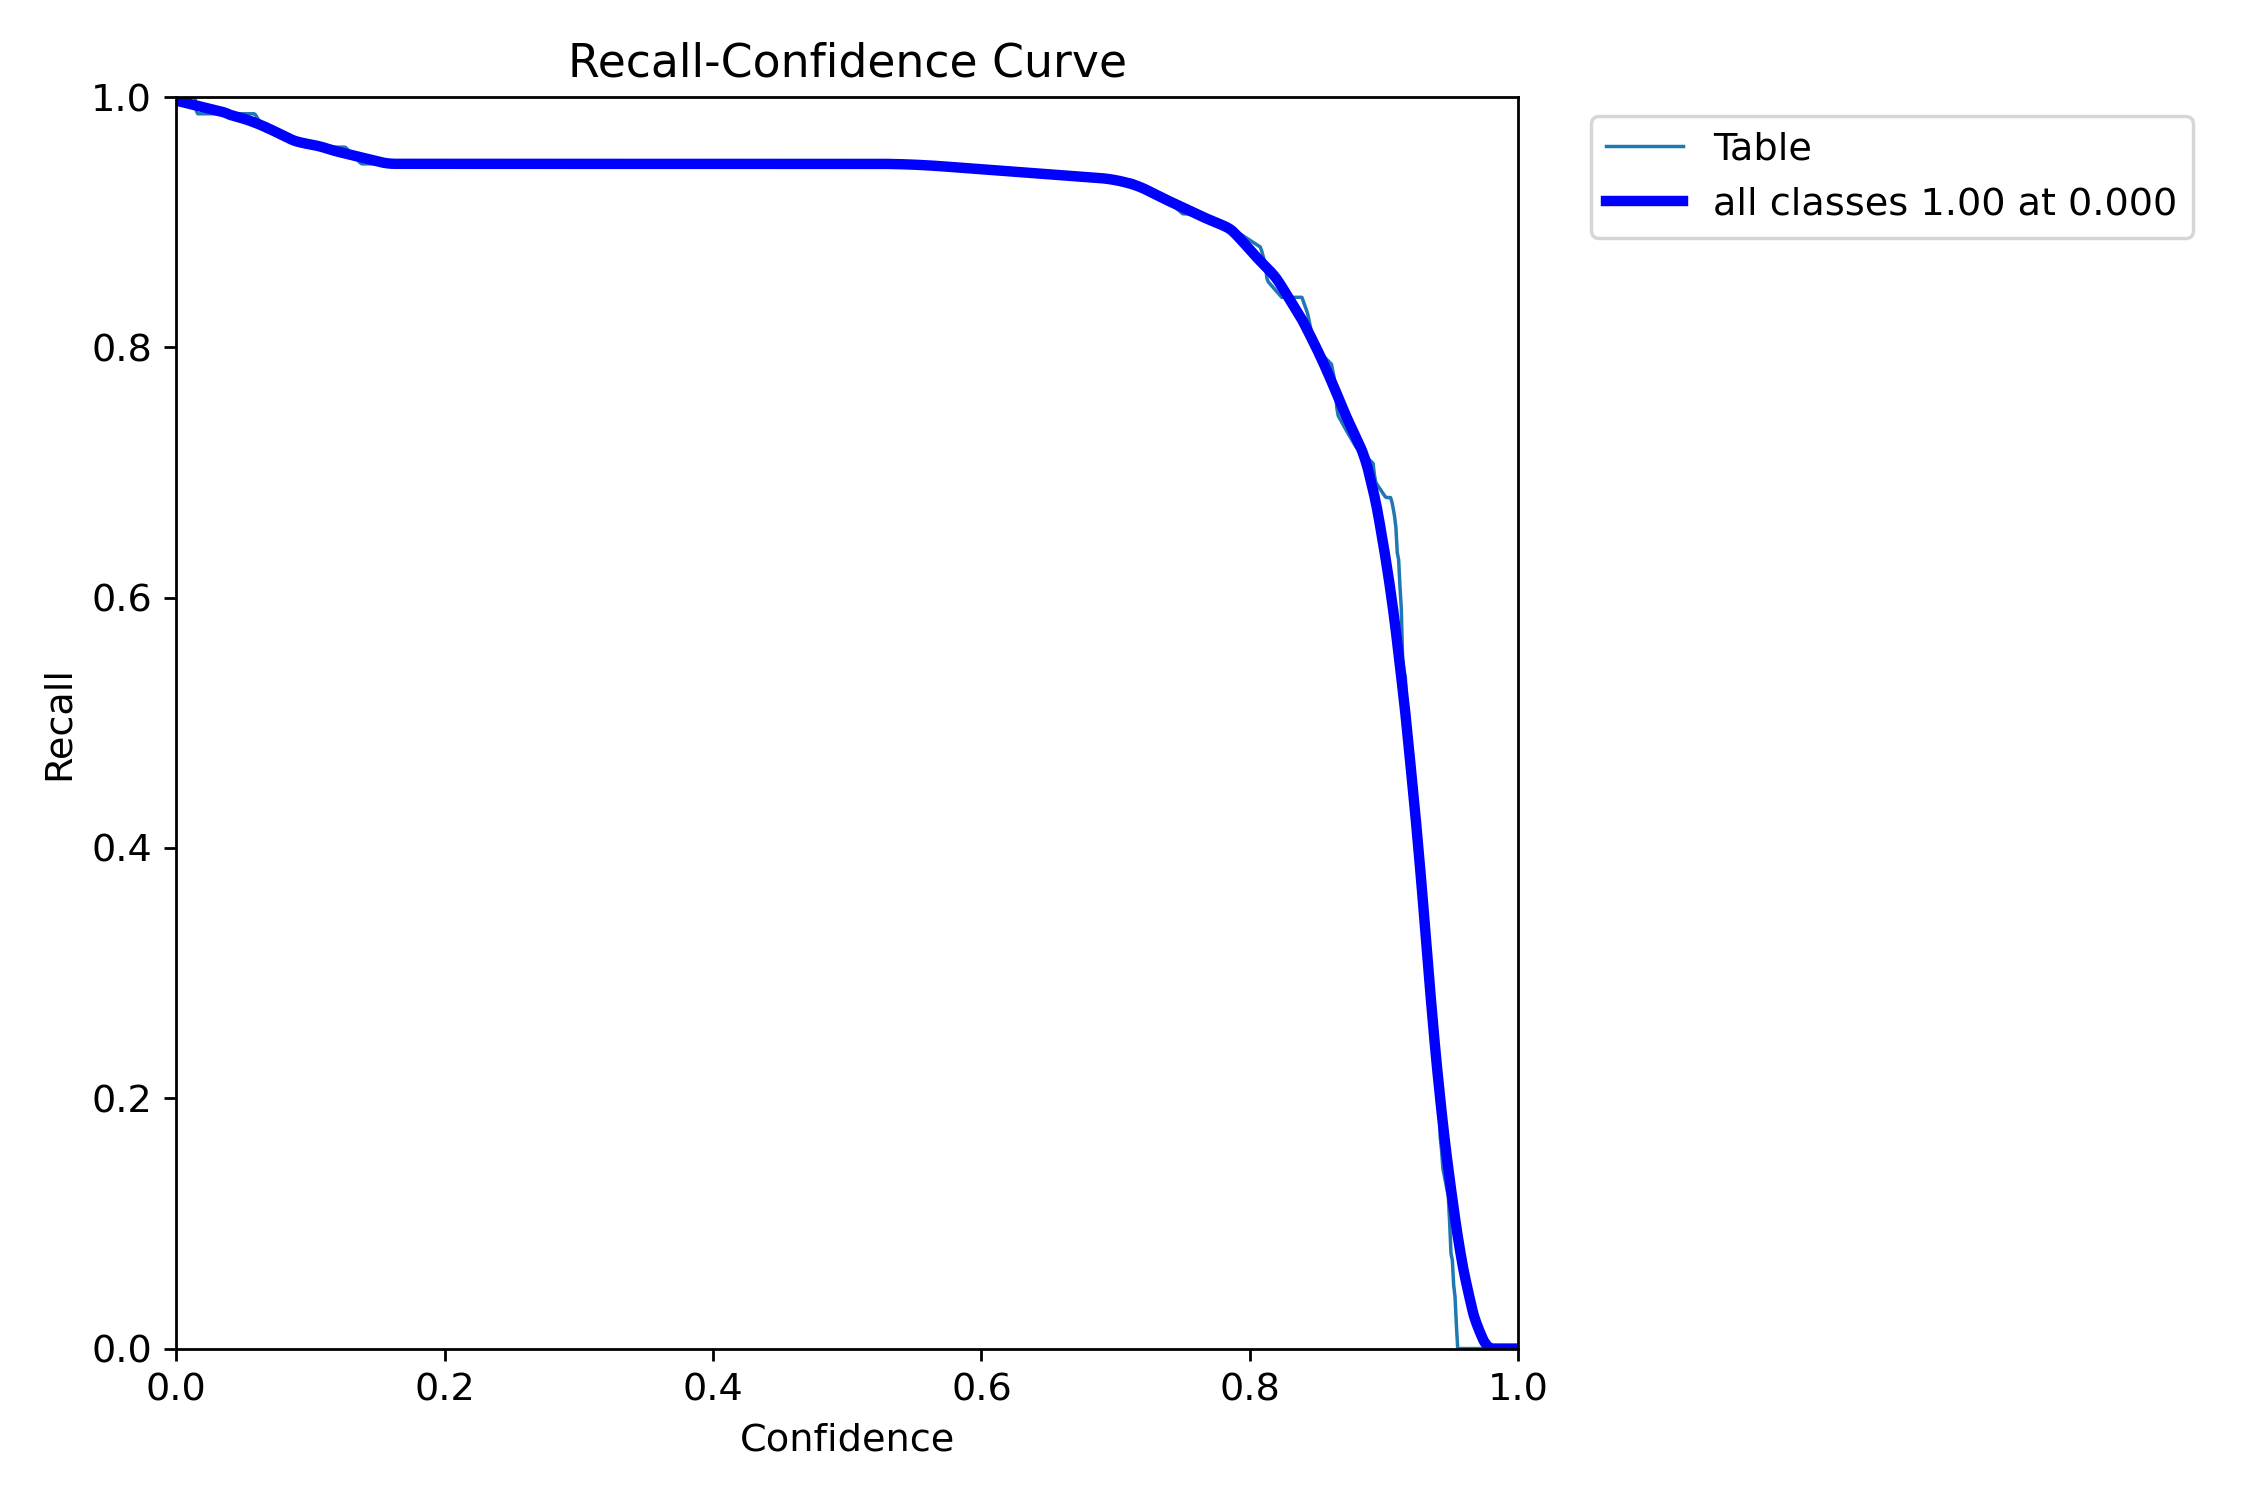 Recall-Confidence Curve
1.0
0.8
0.6
0.4
0.2
0.0
Recall
0.0 0.2 0.4 0.6 0.8 1.0
Confidence
Table
all classes 1.00 at 0.000